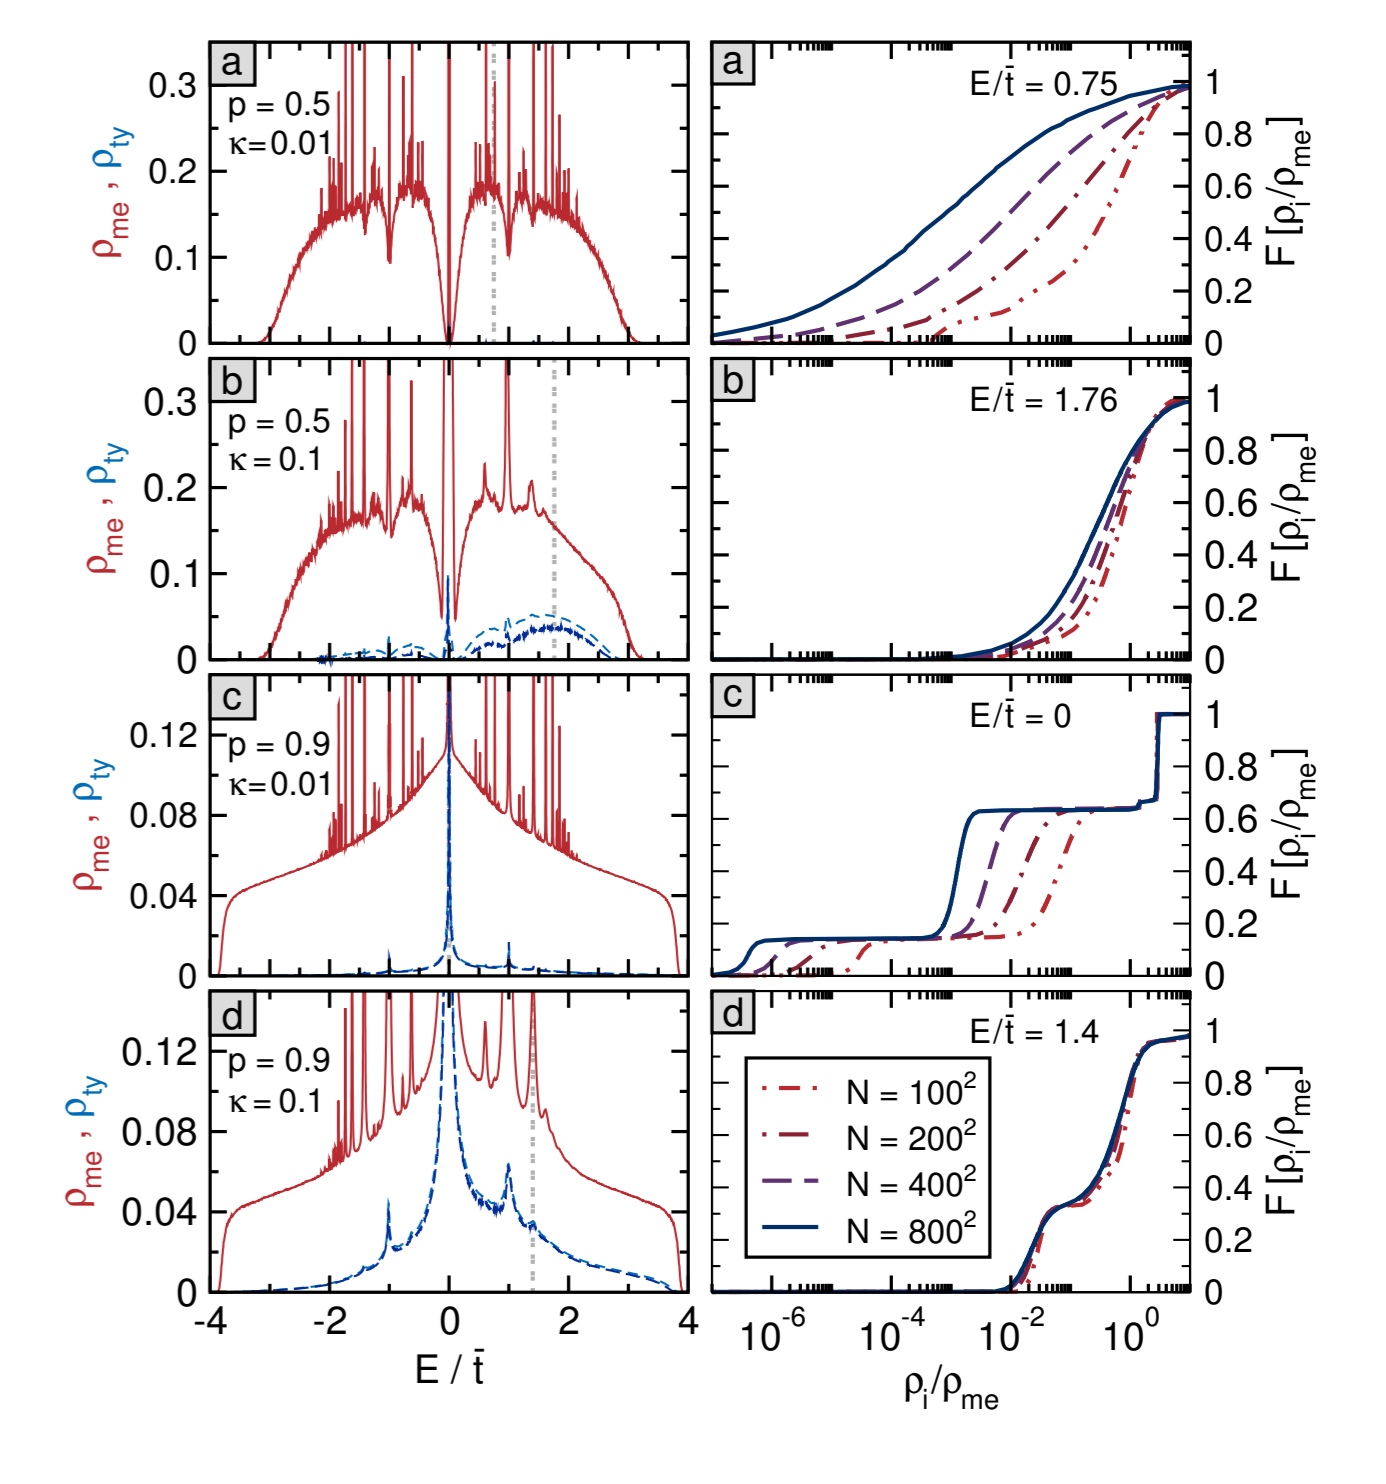 a
p = 0.5
κ=0.01
0.3
0.2
0.1
0
ρme , ρty
a
E/t̄ = 0.75
1
0.8
0.6
0.4
0.2
0
F [ρi/ρme]
b
p = 0.5
κ=0.1
0.3
0.2
0.1
0
ρme , ρty
b
E/t̄ = 1.76
1
0.8
0.6
0.4
0.2
0
F [ρi/ρme]
c
p = 0.9
κ=0.01
0.12
0.08
0.04
0
ρme , ρty
c
E/t̄ = 0
1
0.8
0.6
0.4
0.2
0
F [ρi/ρme]
d
p = 0.9
κ=0.1
0.12
0.08
0.04
0
ρme , ρty
-4 -2 0 2 4
E / t̄
d
E/t̄ = 1.4
N = 100²
N = 200²
N = 400²
N = 800²
1
0.8
0.6
0.4
0.2
0
F [ρi/ρme]
10⁻⁶ 10⁻⁴ 10⁻² 10⁰
ρi/ρme